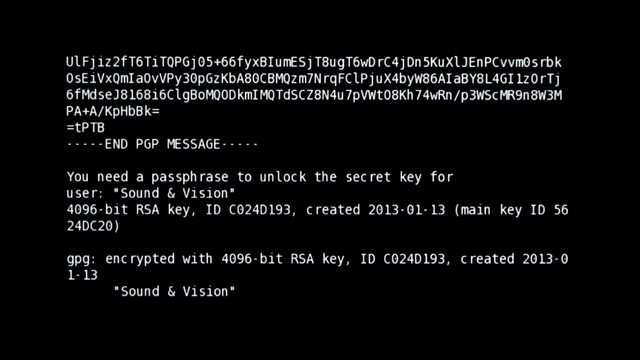 UlFjiz2fT6TiTQPGj05+66fyxBIumESjT8ugT6wDrC4jDn5KuXlJEnPCvvm0srbk
OsEiVxQmIaOvVPy30pGzKbA80CBMQzm7NrqFClPjuX4byW86AIaBY8L4GI1zOrTj
6fMdseJ8168i6ClgBoMQODkmIMQTdSCZ8N4u7pVWtO8Kh74wRn/p3WScMR9n8W3M
PA+A/KpHbBk=
=tPTB
-----END PGP MESSAGE-----
You need a passphrase to unlock the secret key for
user: "Sound & Vision"
4096-bit RSA key, ID C024D193, created 2013-01-13 (main key ID 56
24DC20)
gpg: encrypted with 4096-bit RSA key, ID C024D193, created 2013-0
1-13
"Sound & Vision"